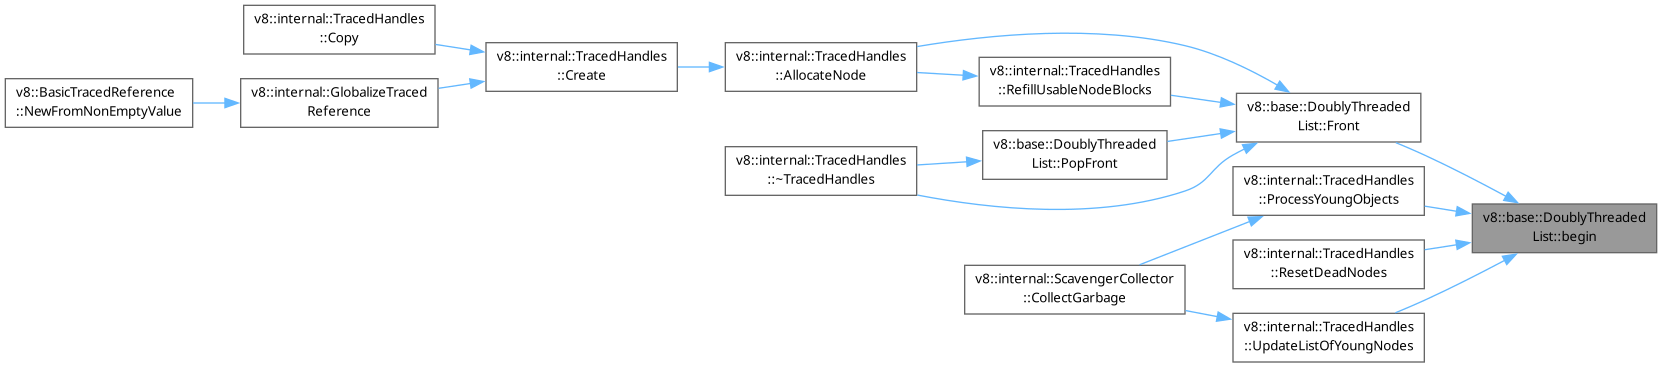 v8::internal::TracedHandles
::Copy
v8::BasicTracedReference
::NewFromNonEmptyValue
v8::internal::GlobalizeTraced
Reference
v8::internal::TracedHandles
::Create
v8::internal::TracedHandles
::AllocateNode
v8::internal::TracedHandles
::~TracedHandles
v8::internal::TracedHandles
::RefillUsableNodeBlocks
v8::base::DoublyThreaded
List::PopFront
v8::internal::ScavengerCollector
::CollectGarbage
v8::base::DoublyThreaded
List::Front
v8::internal::TracedHandles
::ProcessYoungObjects
v8::internal::TracedHandles
::ResetDeadNodes
v8::internal::TracedHandles
::UpdateListOfYoungNodes
v8::base::DoublyThreaded
List::begin